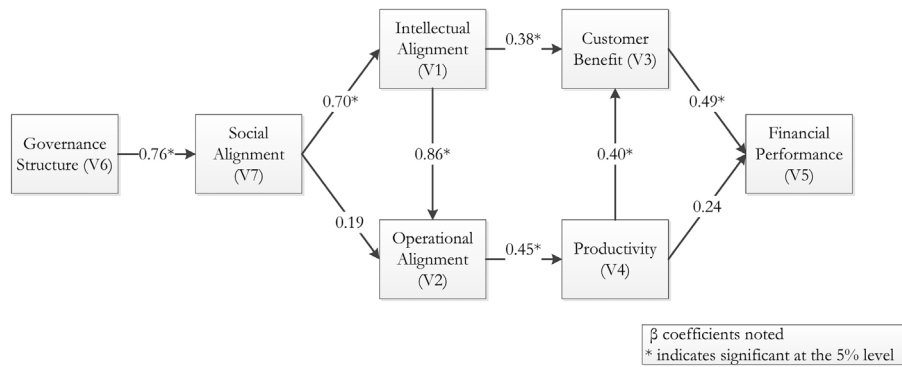 Intellectual
Alignment
(V1)
0.38*
Customer
Benefit (V3)
0.70*
0.49*
Governance
Structure (V6)
0.76*
Social
Alignment
(V7)
0.86*
0.40*
Financial
Performance
(V5)
0.19
0.24
Operational
Alignment
(V2)
0.45*
Productivity
(V4)
β coefficients noted
* indicates significant at the 5% level